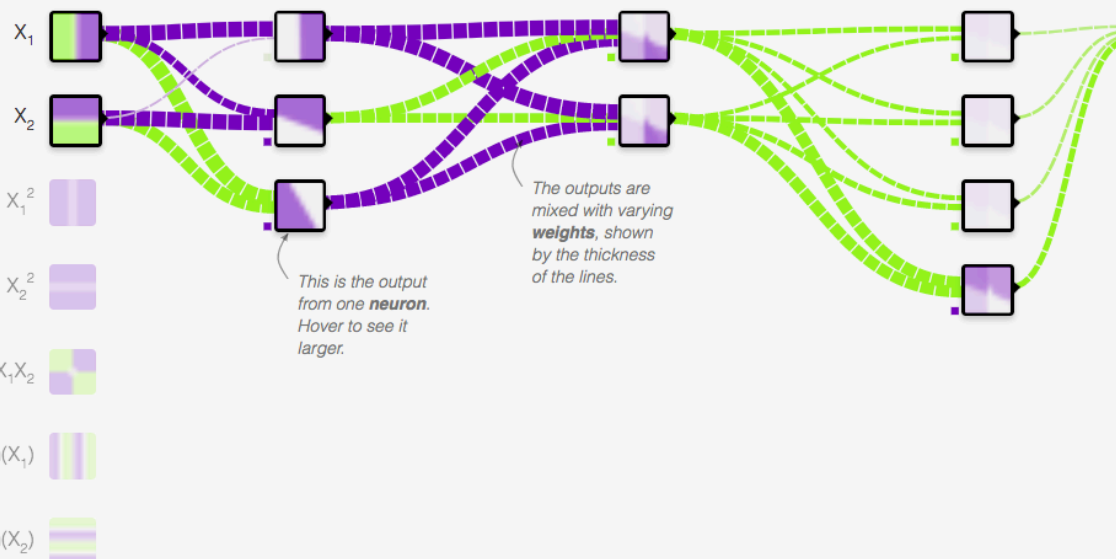 X1
X2
X1²
X2²
X1X2
(X1)
(X2)
This is the output
from one neuron.
Hover to see it
larger.
The outputs are
mixed with varying
weights, shown
by the thickness
of the lines.